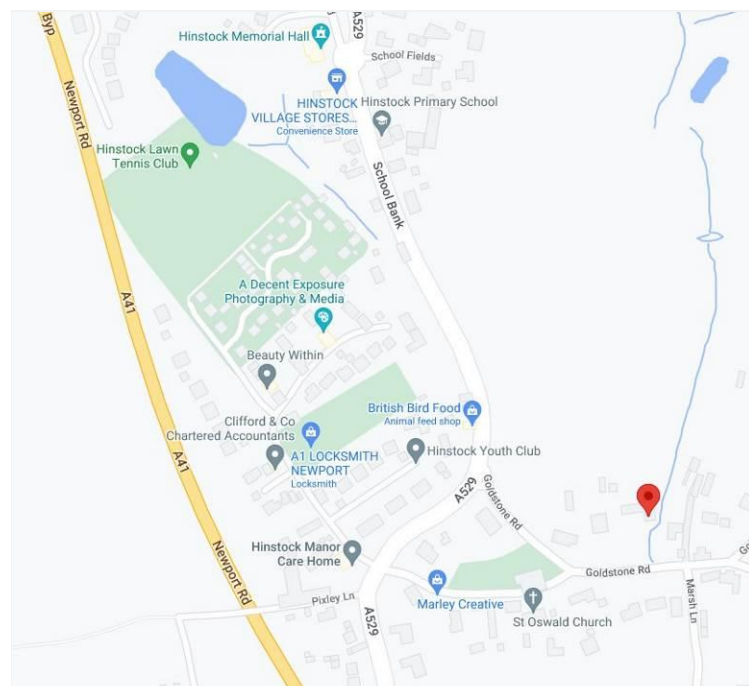 Byp
A529
Hinstock Memorial Hall
School Fields
Newport Rd
HINSTOCK
VILLAGE STORES...
Convenience Store
Hinstock Primary School
Hinstock Lawn
Tennis Club
School Bank
A Decent Exposure
Photography & Media
A41
Beauty Within
British Bird Food
Animal feed shop
Clifford & Co
Chartered Accountants
A1 LOCKSMITH
NEWPORT
Locksmith
Hinstock Youth Club
A41
A529
Goldstone Rd
Hinstock Manor
Care Home
Newport Rd
Goldstone Rd
Go
Pixley Ln
Marley Creative
Marsh Ln
A529
St Oswald Church